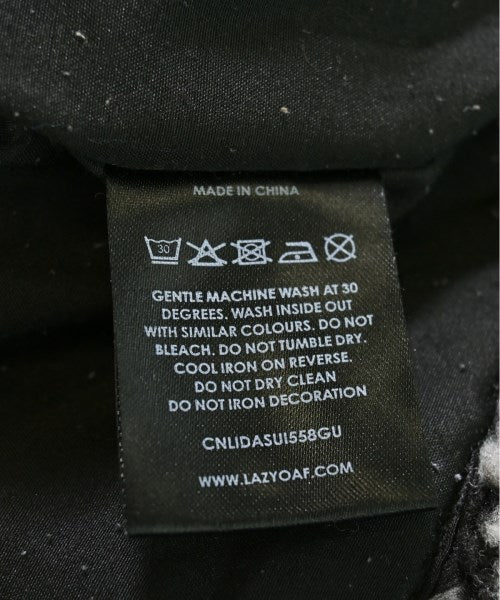 MADE IN CHINA
30
GENTLE MACHINE WASH AT 30
DEGREES. WASH INSIDE OUT
WITH SIMILAR COLOURS. DO NOT
BLEACH. DO NOT TUMBLE DRY.
COOL IRON ON REVERSE.
DO NOT DRY CLEAN
DO NOT IRON DECORATION
CNLIDASUI558GU
WWW.LAZYOAF.COM